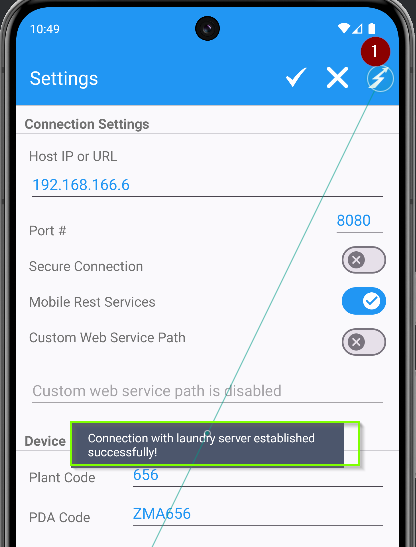 10:49
1
Settings
Connection Settings
Host IP or URL
192.168.166.6
Port #
8080
Secure Connection
Mobile Rest Services
Custom Web Service Path
Custom web service path is disabled
Device
Connection with laundry server established
successfully!
Plant Code
656
PDA Code
ZMA656